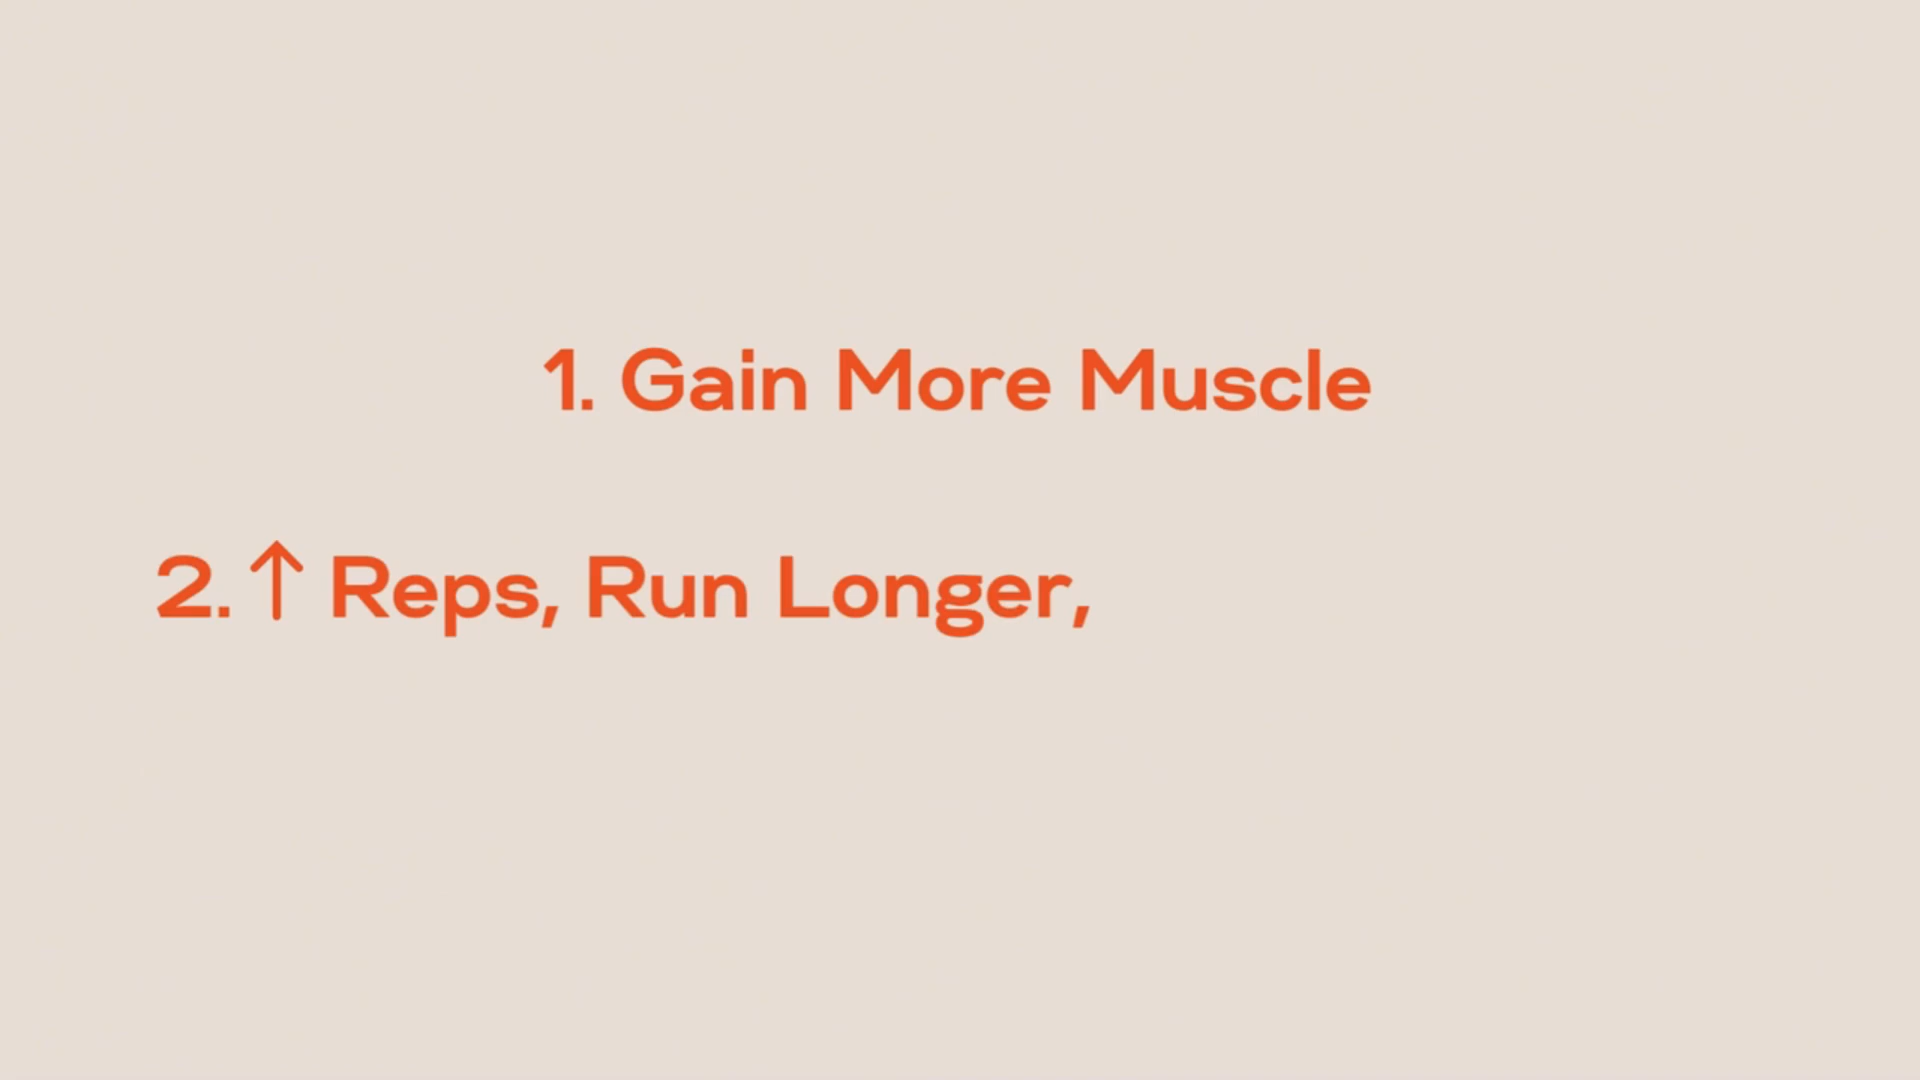 1. Gain More Muscle
2.↑ Reps, Run Longer,